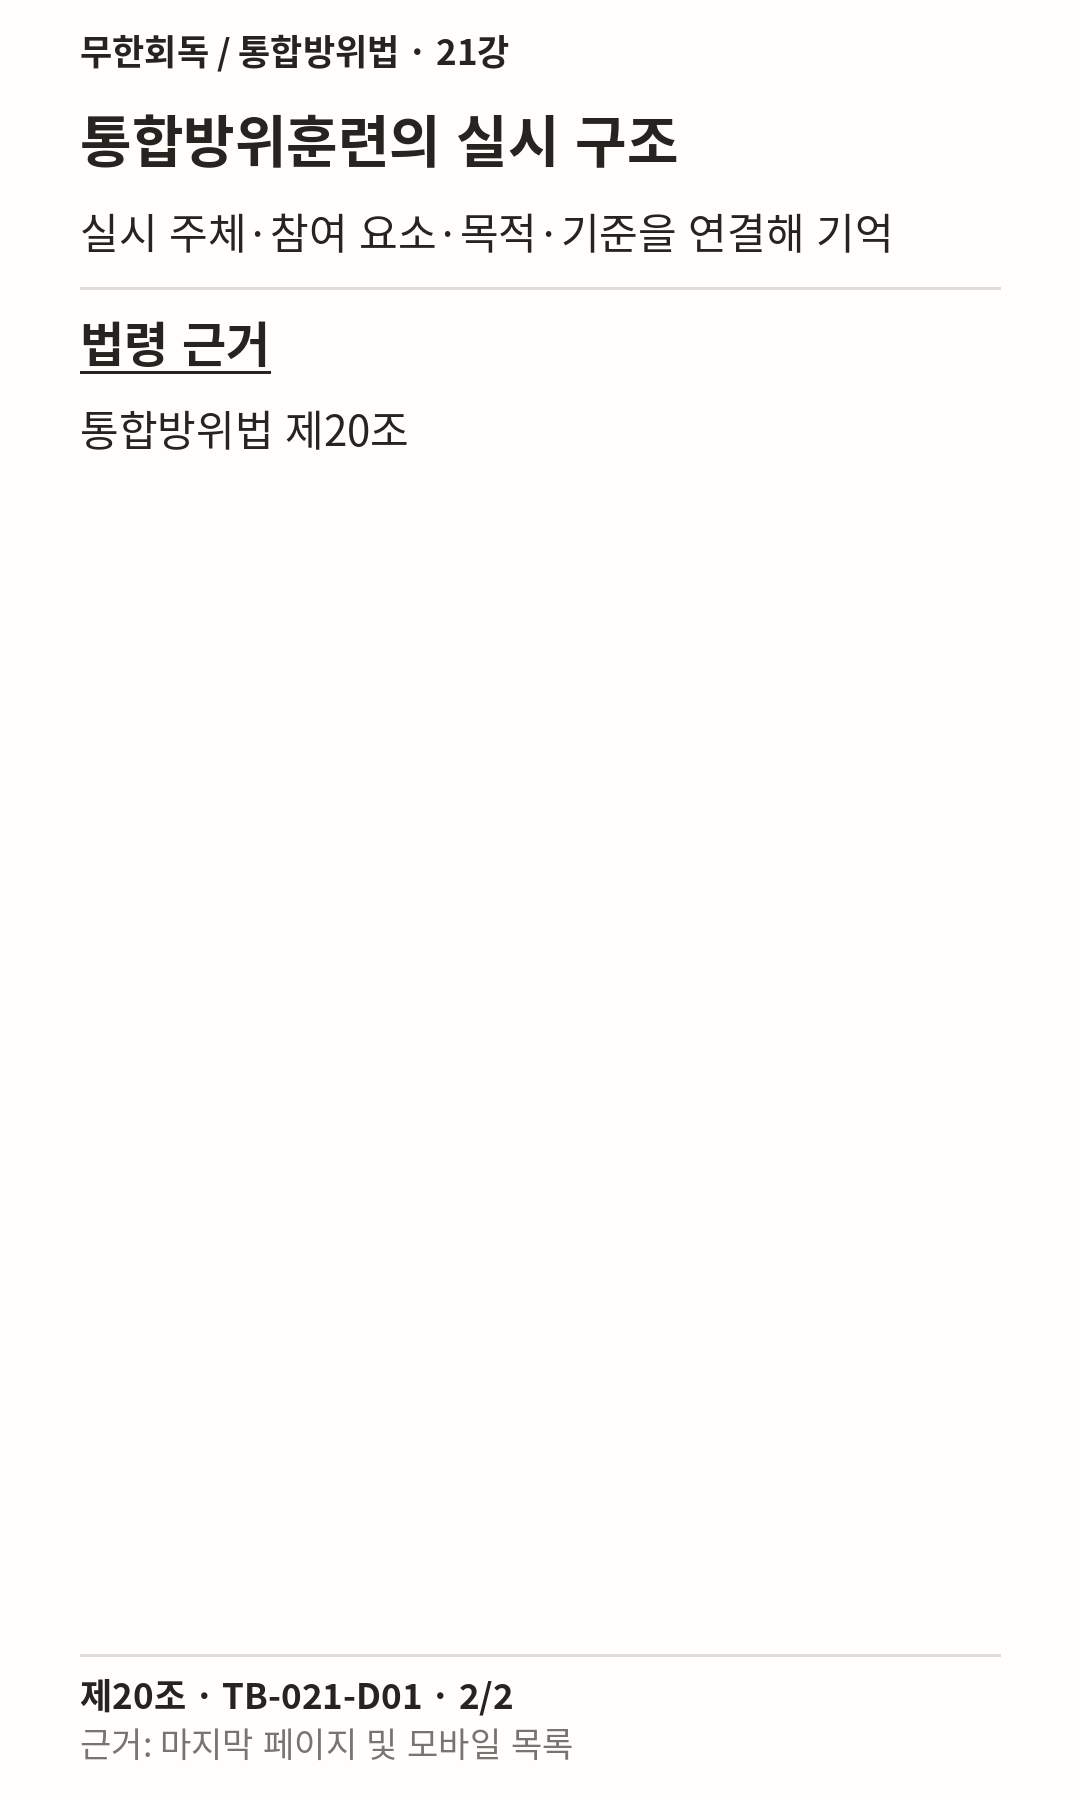 무한회독 / 통합방위법 · 21강
통합방위훈련의 실시 구조
실시 주체·참여 요소·목적·기준을 연결해 기억
법령 근거
통합방위법 제20조
제20조 · TB-021-D01 · 2/2
근거: 마지막 페이지 및 모바일 목록